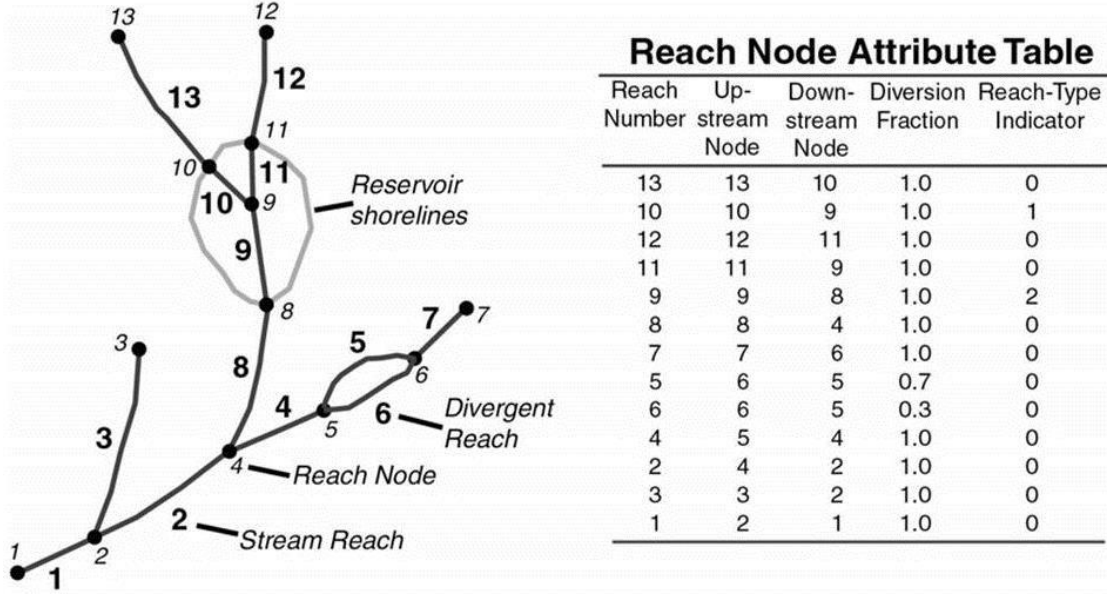 13
12
12
13
11
10
11
Reservoir
shorelines
10
9
9
8
7
7
5
3
6
8
4
6
Divergent
Reach
5
3
4
Reach Node
2
Stream Reach
1
2
1
Reach Node Attribute Table
Reach Number Up-stream Node Down-stream Node Diversion Fraction Reach-Type Indicator
13 13 10 1.0 0
10 10 9 1.0 1
12 12 11 1.0 0
11 11 9 1.0 0
9 9 8 1.0 2
8 8 4 1.0 0
7 7 6 1.0 0
5 6 5 0.7 0
6 6 5 0.3 0
4 5 4 1.0 0
2 4 2 1.0 0
3 3 2 1.0 0
1 2 1 1.0 0